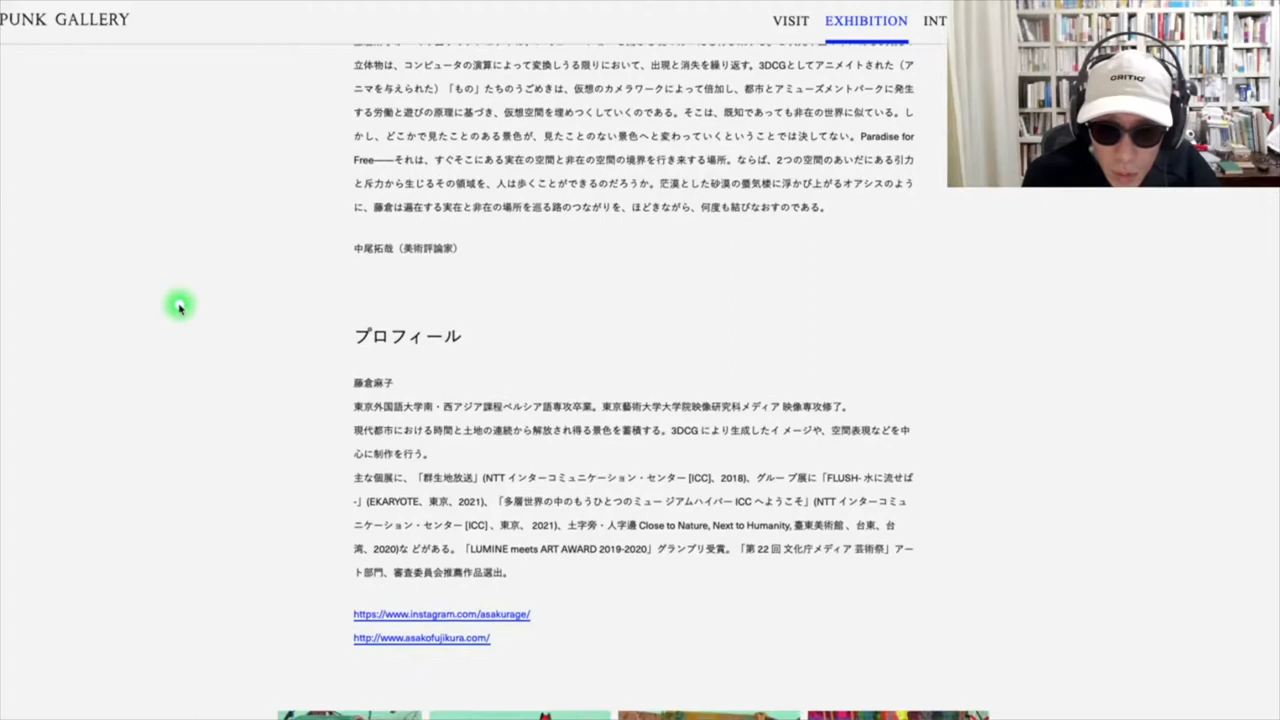 PUNK GALLERY
VISIT EXHIBITION INT
CRITIC
立体物は、コンピュータの演算によって変換しうる限りにおいて、出現と消失を繰り返す。3DCGとしてアニメイトされた（ア
ニマを与えられた）「もの」たちのうごめきは、仮想のカメラワークによって倍加し、都市とアミューズメントパークに発生
する労働と遊びの原理に基づき、仮想空間を埋めつくしていくのである。そこは、既知であっても非在の世界に似ている。し
かし、どこかで見たことのある景色が、見たことのない景色へと変わっていくということでは決してない。Paradise for
Free——それは、すぐそこにある実在の空間と非在の空間の境界を行き来する場所。ならば、2つの空間のあいだにある引力
と斥力から生じるその領域を、人は歩くことができるのだろうか。茫漠とした砂漠の蜃気楼に浮かび上がるオアシスのよう
に、藤倉は遍在する実在と非在の場所を巡る路のつながりを、ほどきながら、何度も結びなおすのである。
中尾拓哉（美術評論家）
プロフィール
藤倉麻子
東京外国語大学南・西アジア課程ペルシア語専攻卒業。東京藝術大学大学院映像研究科メディア 映像専攻修了。
現代都市における時間と土地の連続から解放され得る景色を蓄積する。3DCG により生成したイ メージや、空間表現などを中
心に制作を行う。
主な個展に、「群生地放送」(NTT インターコミュニケーション・センター [ICC]、2018)、グルー プ展に「FLUSH- 水に流せば
-」(EKARYOTE、東京、2021)、「多層世界の中のもうひとつのミュー ジアムハイパー ICC へようこそ」(NTT インターコミュ
ニケーション・センター [ICC] 、東京、 2021)、土字旁・人字邊 Close to Nature, Next to Humanity, 臺東美術館 、台東、台
湾、2020)な どがある。「LUMINE meets ART AWARD 2019-2020」グランプリ受賞。「第 22 回 文化庁メディア 芸術祭」アー
ト部門、審査委員会推薦作品選出。
https://www.instagram.com/asakurage/
http://www.asakofujikura.com/